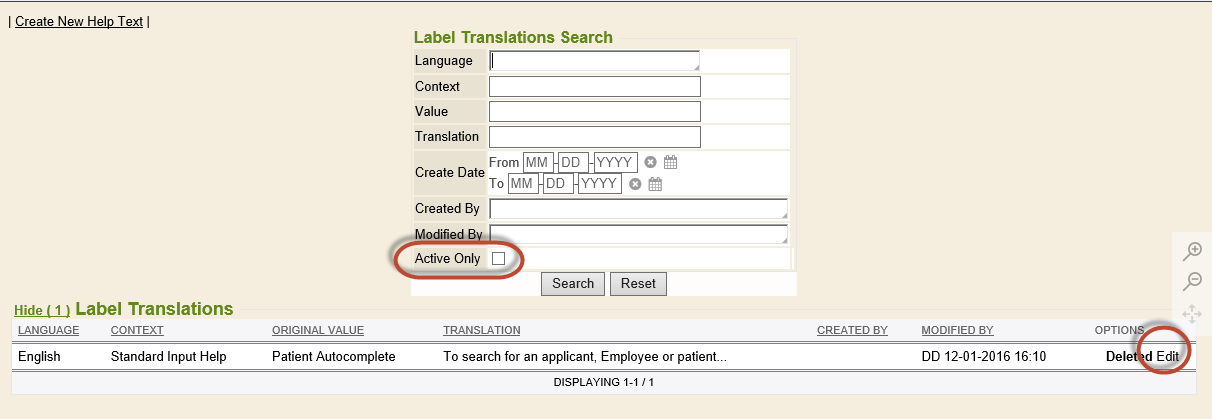 | Create New Help Text |
Label Translations Search
Language
Context
Value
Translation
Create Date From MM - DD - YYYY
To MM - DD - YYYY
Created By
Modified By
Active Only
Search Reset
Hide ( 1 ) Label Translations
LANGUAGE CONTEXT ORIGINAL VALUE TRANSLATION CREATED BY MODIFIED BY OPTIONS
English Standard Input Help Patient Autocomplete To search for an applicant, Employee or patient... DD 12-01-2016 16:10 Deleted Edit
DISPLAYING 1-1 / 1